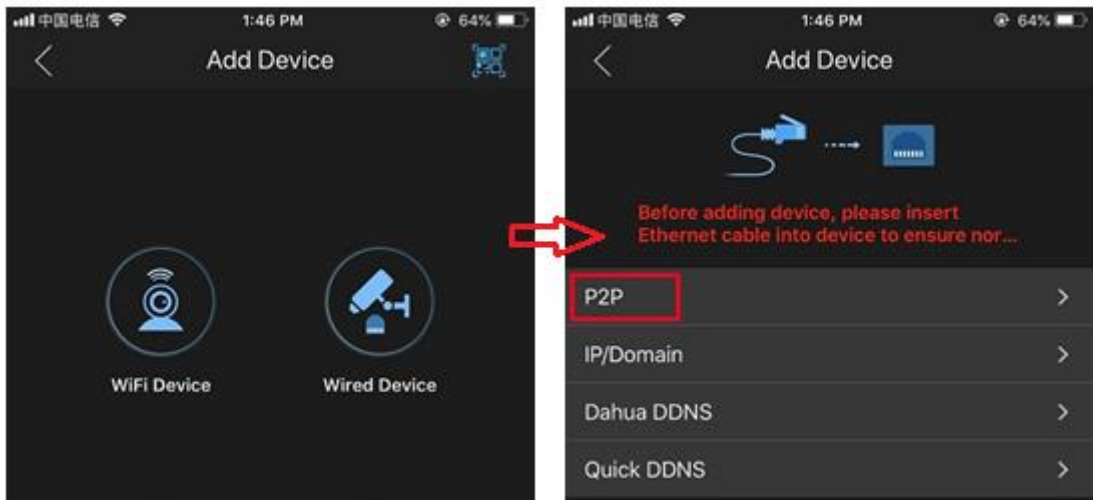 中国电信 1:46 PM 64%
Add Device
WiFi Device Wired Device
中国电信 1:46 PM 64%
Add Device
Before adding device, please insert
Ethernet cable into device to ensure nor...
P2P
IP/Domain
Dahua DDNS
Quick DDNS